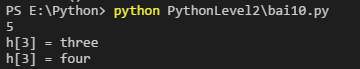 PS E:\Python> python PythonLevel2\bai10.py
5
h[3] = three
h[3] = four